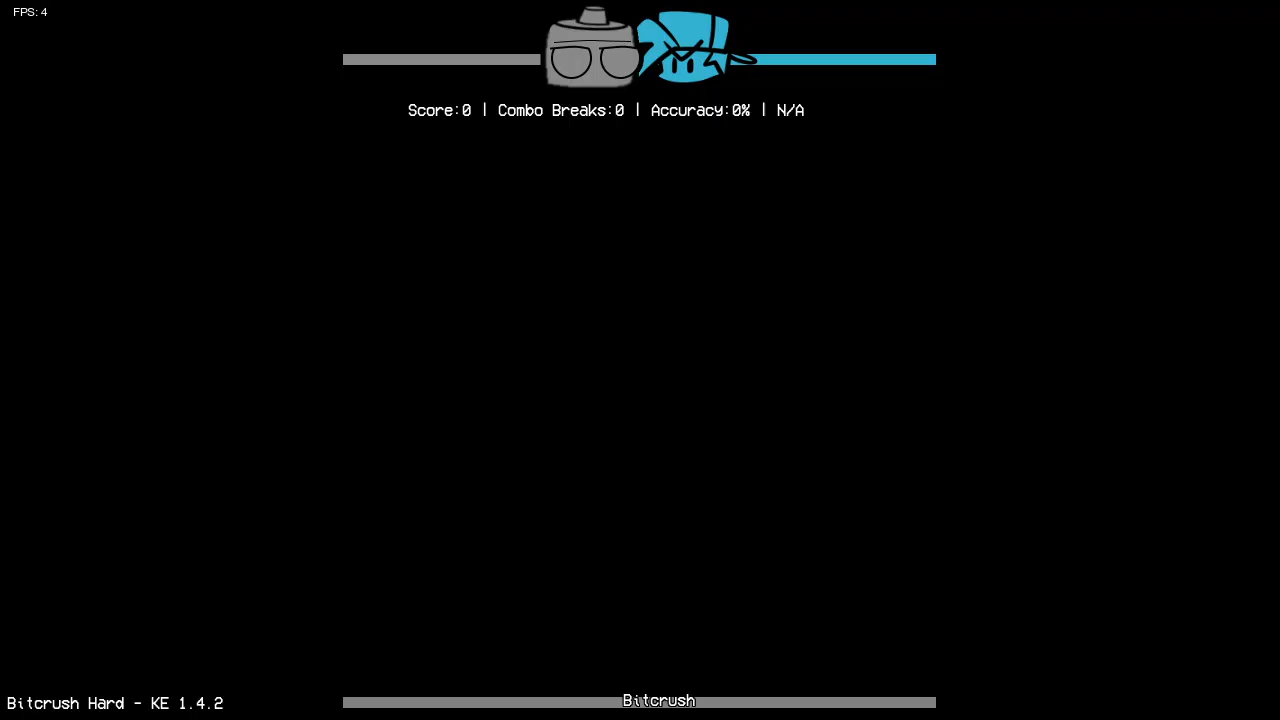 FPS: 4
Score:0 | Combo Breaks:0 | Accuracy:0% | N/A
Bitcrush
Bitcrush Hard - KE 1.4.2